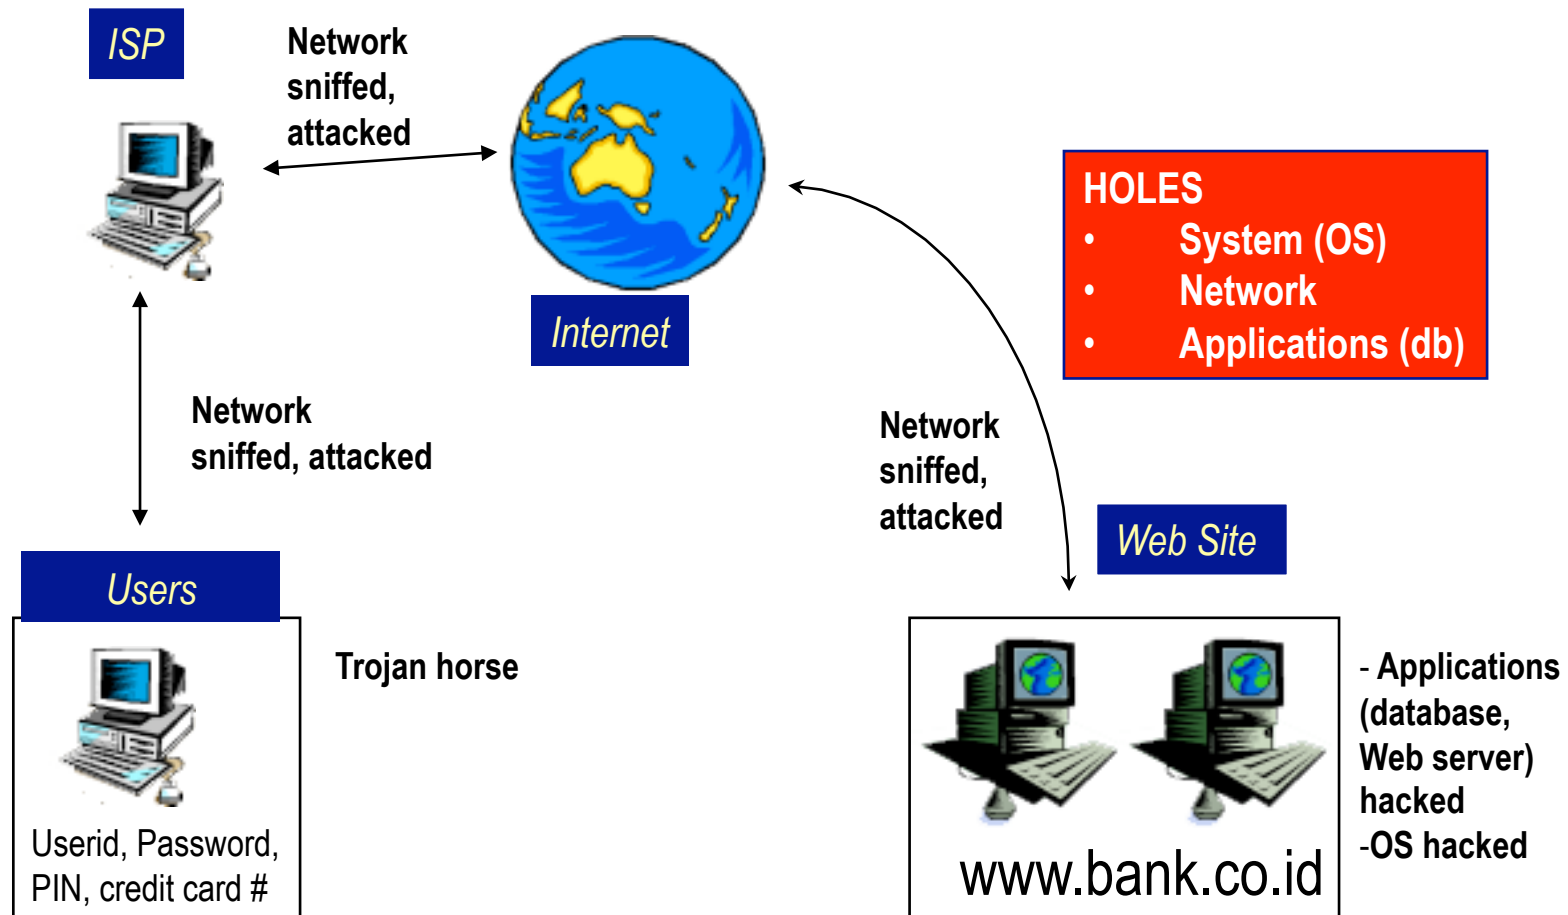 ISP
Network
sniffed,
attacked
Internet
HOLES
• System (OS)
• Network
• Applications (db)
Network
sniffed, attacked
Network
sniffed,
attacked
Web Site
Users
Trojan horse
Userid, Password,
PIN, credit card #
www.bank.co.id
- Applications
(database,
Web server)
hacked
-OS hacked